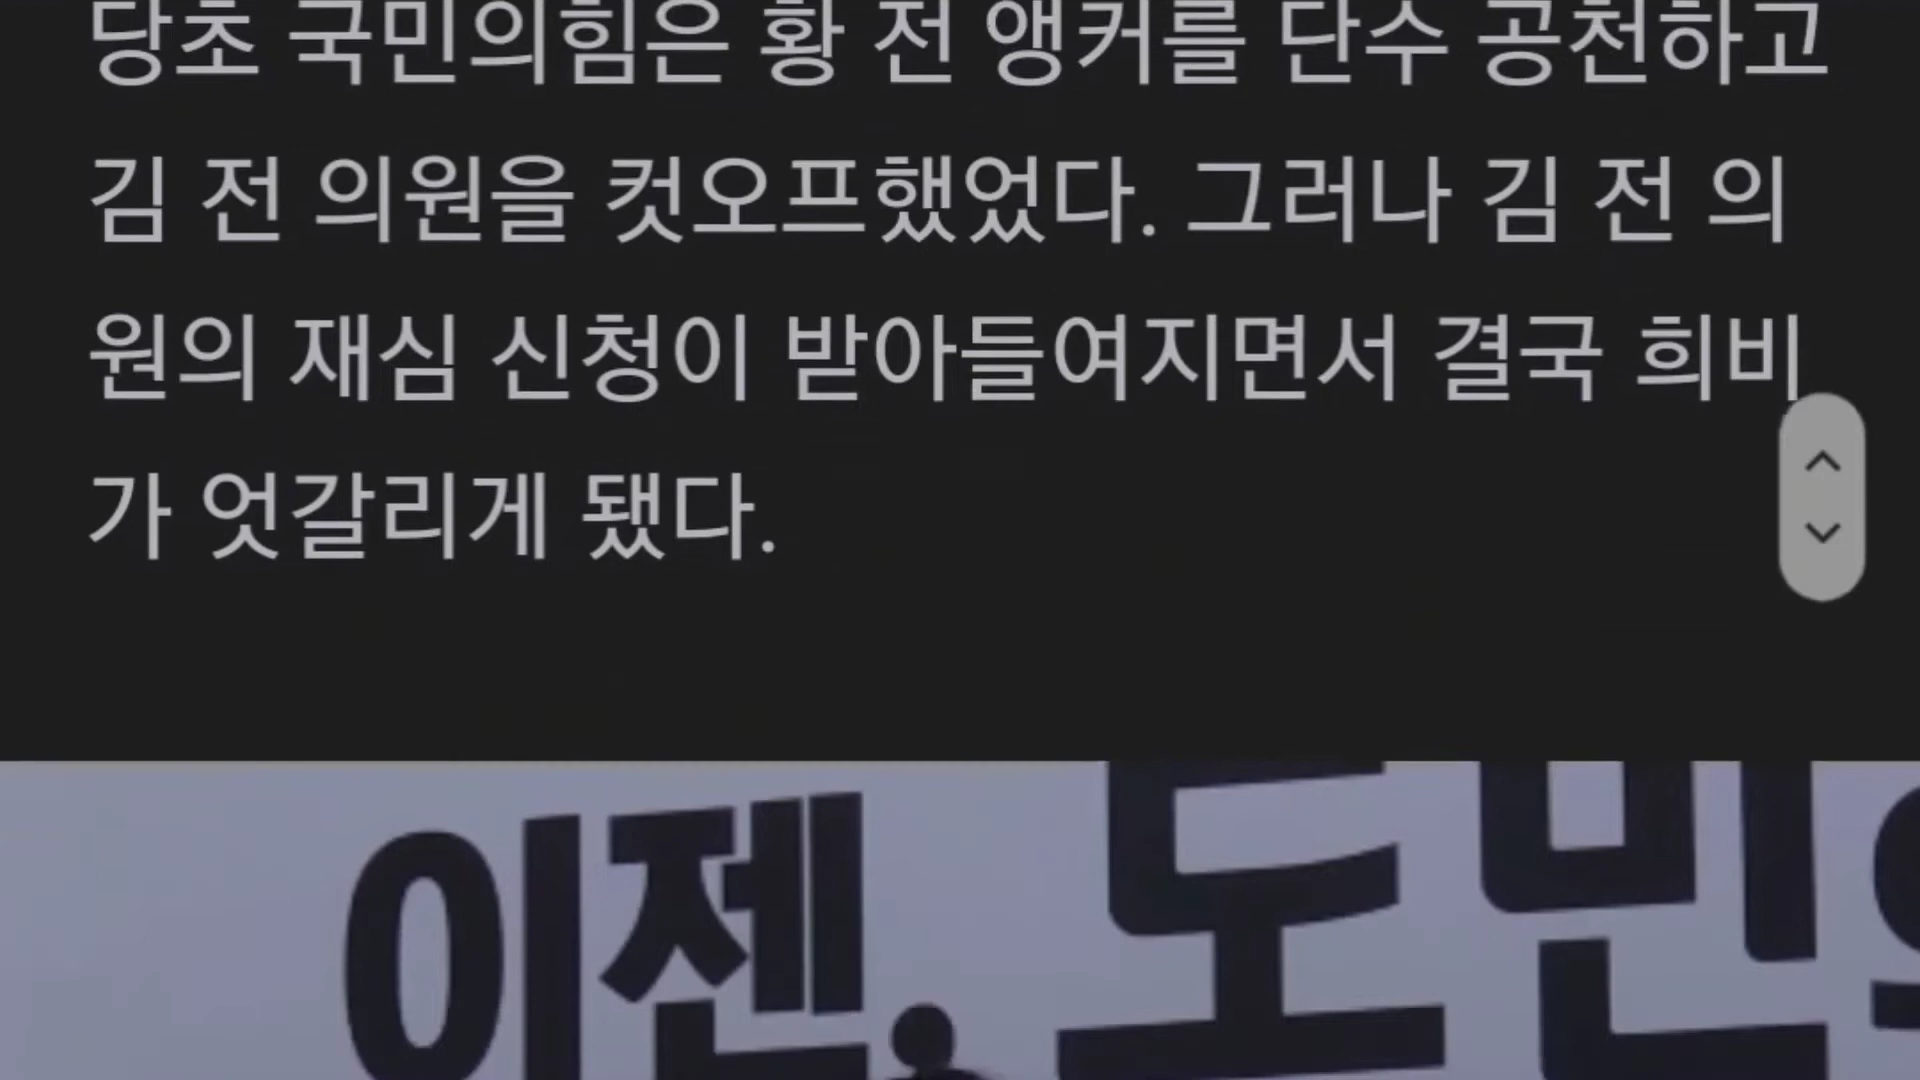 당초 국민의힘은 황 전 앵커를 단수 공천하고
김 전 의원을 컷오프했었다. 그러나 김 전 의
원의 재심 신청이 받아들여지면서 결국 희비
가 엇갈리게 됐다.
이젠, 도민의